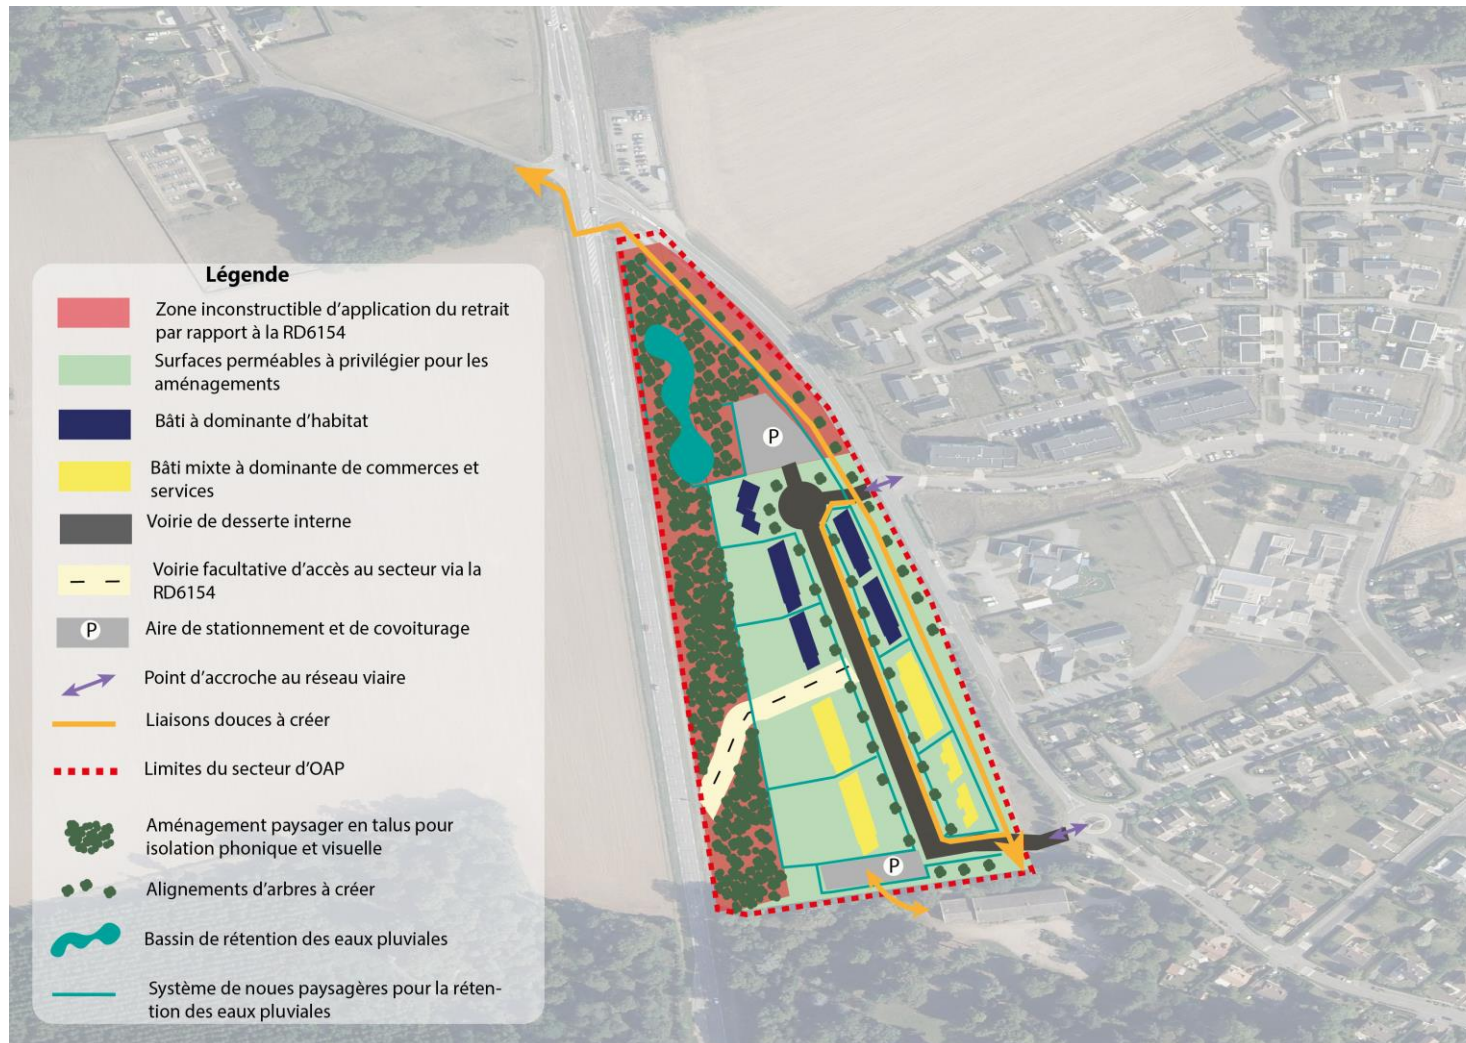 Légende
Zone inconstructible d'application du retrait
par rapport à la RD6154
Surfaces perméables à privilégier pour les
aménagements
Bâti à dominante d'habitat
Bâti mixte à dominante de commerces et
services
Voirie de desserte interne
Voirie facultative d'accès au secteur via la
RD6154
P
Aire de stationnement et de covoiturage
Point d'accroche au réseau viaire
Liaisons douces à créer
Limites du secteur d'OAP
Aménagement paysager en talus pour
isolation phonique et visuelle
Alignements d'arbres à créer
Bassin de rétention des eaux pluviales
Système de noues paysagères pour la réten-
tion des eaux pluviales
P
P